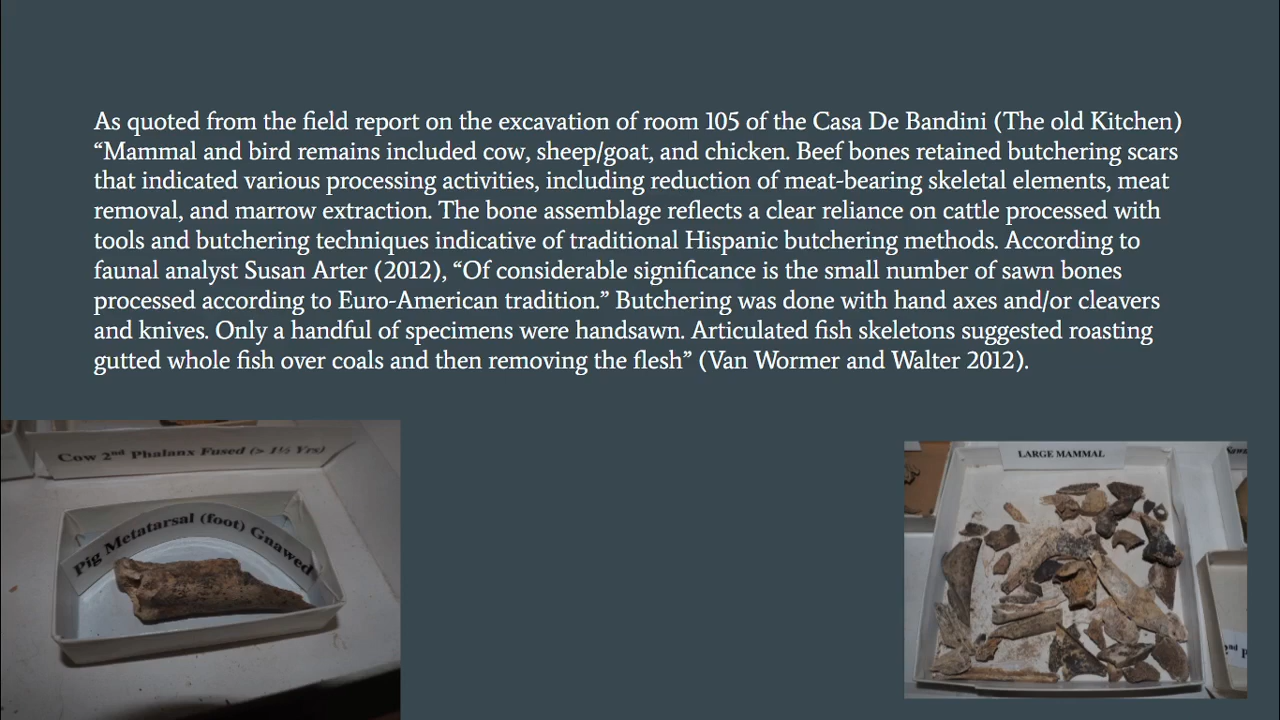 As quoted from the field report on the excavation of room 105 of the Casa De Bandini (The old Kitchen)
“Mammal and bird remains included cow, sheep/goat, and chicken. Beef bones retained butchering scars
that indicated various processing activities, including reduction of meat-bearing skeletal elements, meat
removal, and marrow extraction. The bone assemblage reflects a clear reliance on cattle processed with
tools and butchering techniques indicative of traditional Hispanic butchering methods. According to
faunal analyst Susan Arter (2012), “Of considerable significance is the small number of sawn bones
processed according to Euro-American tradition.” Butchering was done with hand axes and/or cleavers
and knives. Only a handful of specimens were handsawn. Articulated fish skeletons suggested roasting
gutted whole fish over coals and then removing the flesh” (Van Wormer and Walter 2012).
Cow 2nd Phalanx Fused (> 1½ Yrs)
Pig Metatarsal (foot) Gnawed
LARGE MAMMAL